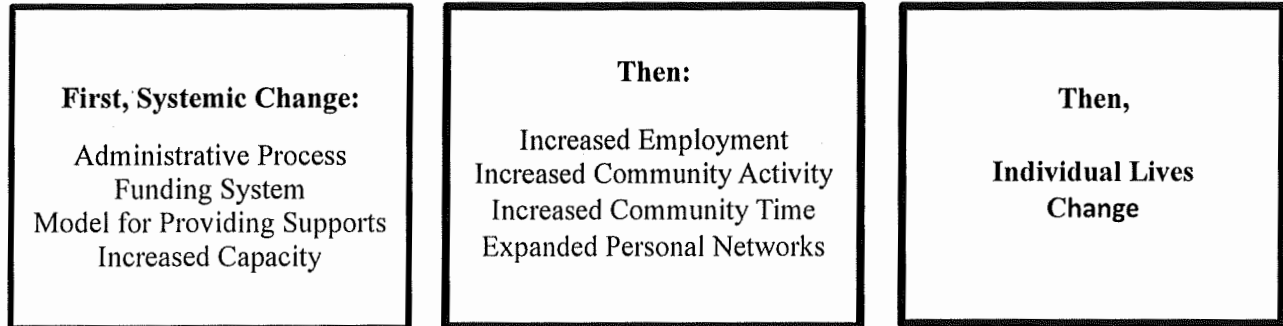 First, Systemic Change:
Administrative Process
Funding System
Model for Providing Supports
Increased Capacity
Then:
Increased Employment
Increased Community Activity
Increased Community Time
Expanded Personal Networks
Then,
Individual Lives
Change